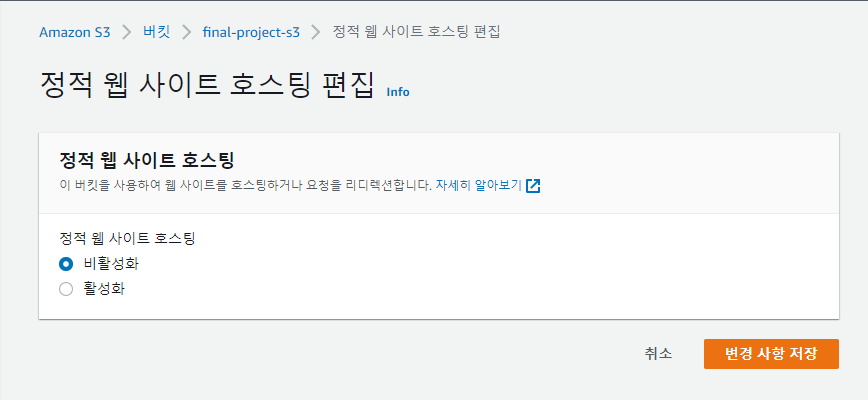 Amazon S3 > 버킷 > final-project-s3 > 정적 웹 사이트 호스팅 편집
정적 웹 사이트 호스팅 편집 Info
정적 웹 사이트 호스팅
이 버킷을 사용하여 웹 사이트를 호스팅하거나 요청을 리디렉션합니다. 자세히 알아보기
정적 웹 사이트 호스팅
비활성화
활성화
취소 변경 사항 저장